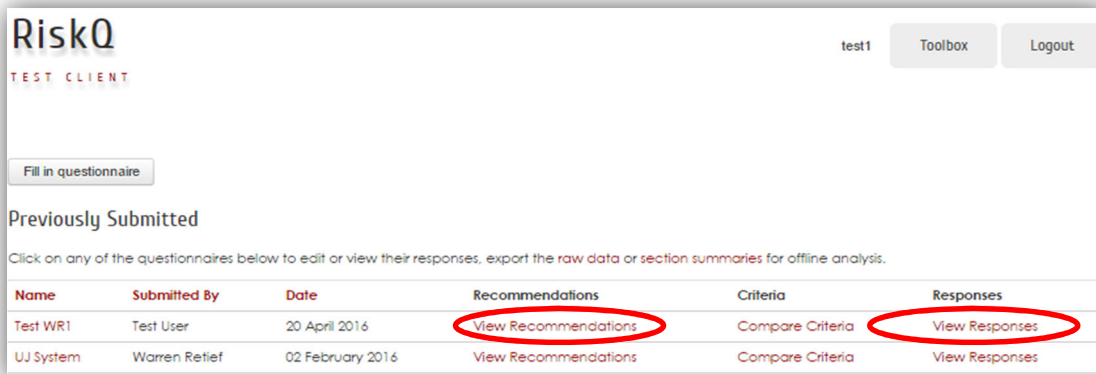 RiskQ
test1 Toolbox Logout
TEST CLIENT
Fill in questionnaire
Previously Submitted
Click on any of the questionnaires below to edit or view their responses, export the raw data or section summaries for offline analysis.
Name Submitted By Date Recommendations Criteria Responses
Test WR1 Test User 20 April 2016 View Recommendations Compare Criteria View Responses
UJ System Warren Retief 02 February 2016 View Recommendations Compare Criteria View Responses